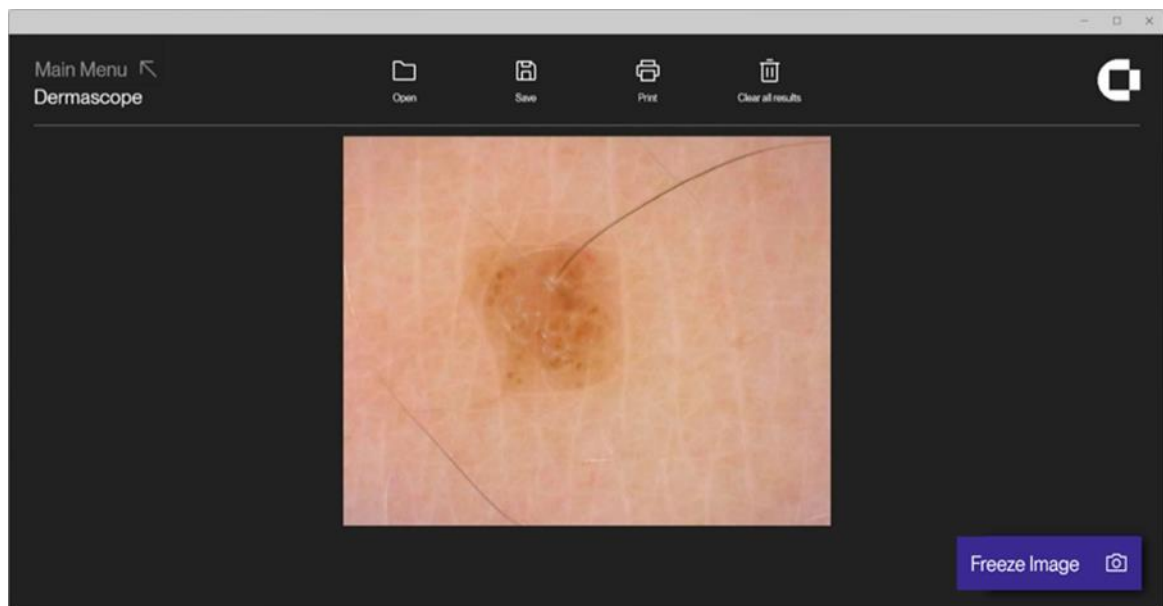 Main Menu
Dermascope
Open
Save
Print
Clear all results
Freeze Image